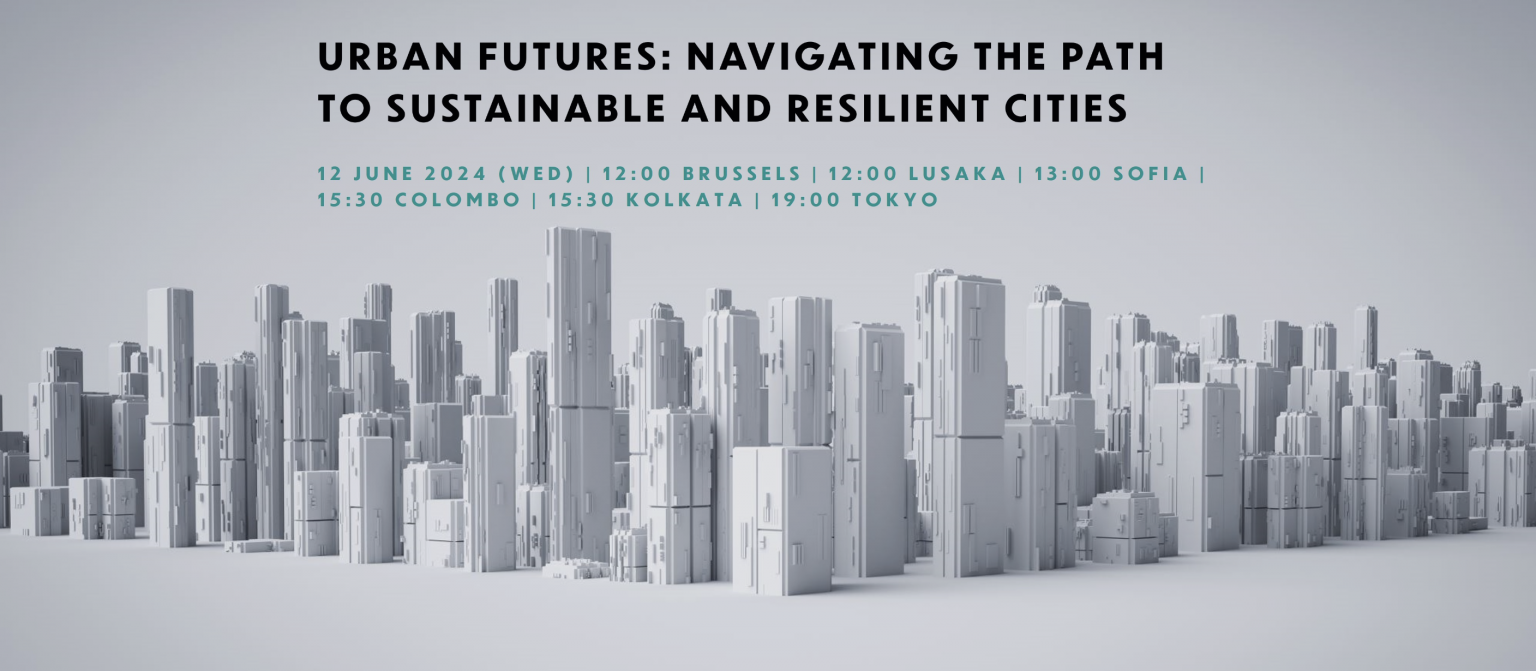 URBAN FUTURES: NAVIGATING THE PATH
TO SUSTAINABLE AND RESILIENT CITIES
12 JUNE 2024 (WED) | 12:00 BRUSSELS | 12:00 LUSAKA | 13:00 SOFIA |
15:30 COLOMBO | 15:30 KOLKATA | 19:00 TOKYO